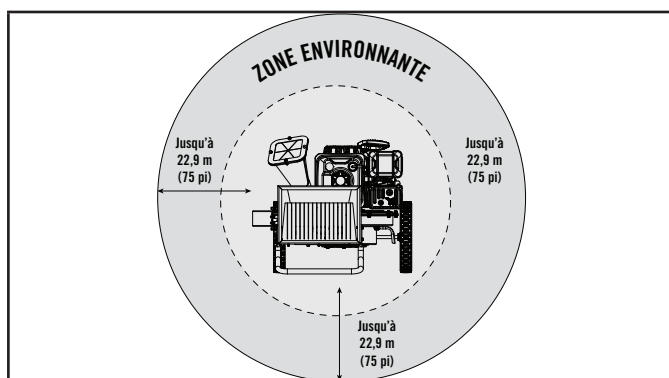 ZONE ENVIRONNANTE
Jusqu'à
22,9 m
(75 pi)
Jusqu'à
22,9 m
(75 pi)
Jusqu'à
22,9 m
(75 pi)